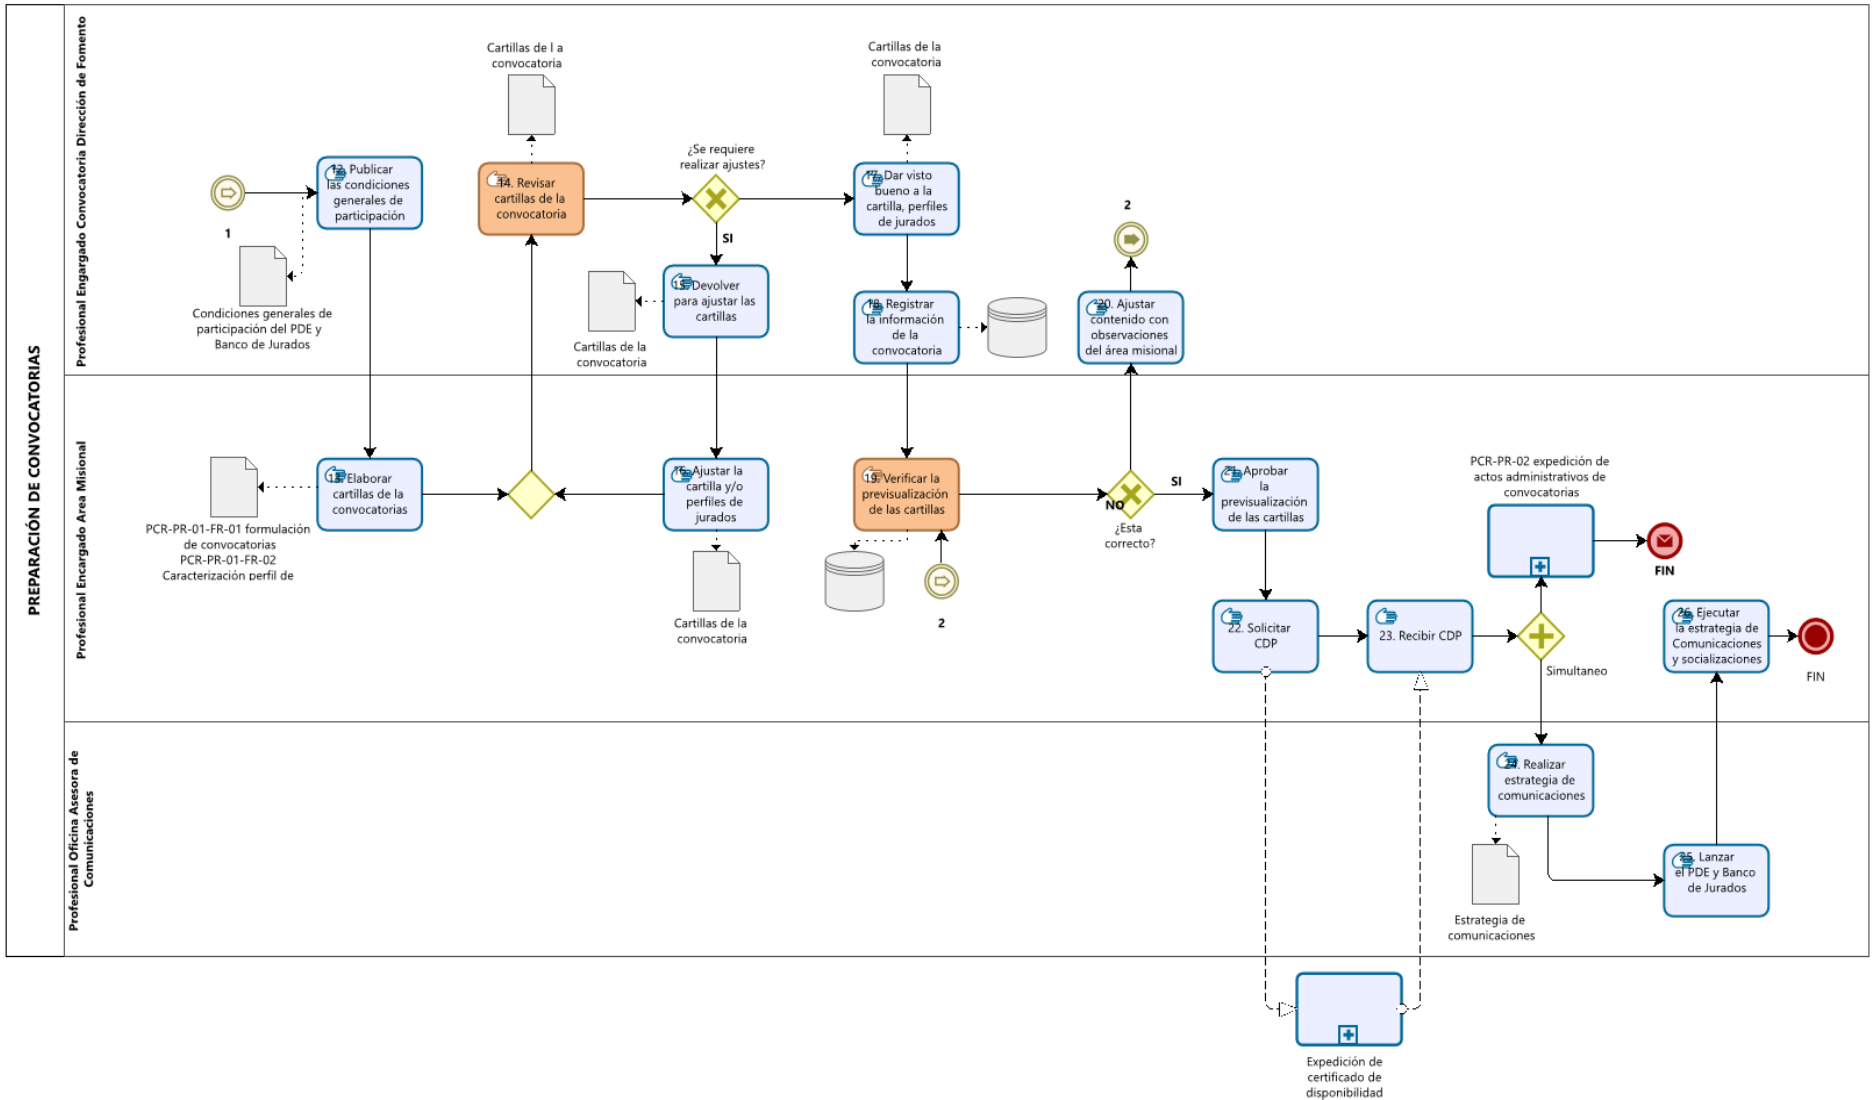 PREPARACIÓN DE CONVOCATORIAS
Profesional Engargado Convocatoria Dirección de Fomento
1
12. Publicar
las condiciones
generales de
participación
Condiciones generales de
participación del PDE y
Banco de Jurados
Cartillas de l a
convocatoria
14. Revisar
cartillas de la
convocatoria
¿Se requiere
realizar ajustes?
SI
15. Devolver
para ajustar las
cartillas
Cartillas de la
convocatoria
Cartillas de la
convocatoria
17. Dar visto
bueno a la
cartilla, perfiles
de jurados
18. Registrar
la información
de la
convocatoria
2
20. Ajustar
contenido con
observaciones
del área misional
Profesional Encargado Area Misional
13. Elaborar
cartillas de la
convocatorias
PCR-PR-01-FR-01 formulación
de convocatorias
PCR-PR-01-FR-02
Caracterización perfil de
16. Ajustar la
cartilla y/o
perfiles de
jurados
Cartillas de la
convocatoria
19. Verificar la
previsualización
de las cartillas
2
NO
¿Esta
correcto?
SI
21. Aprobar
la
previsualización
de las cartillas
22. Solicitar
CDP
23. Recibir CDP
PCR-PR-02 expedición de
actos administrativos de
convocatorias
FIN
Simultaneo
26. Ejecutar
la estrategia de
Comunicaciones
y socializaciones
FIN
Profesional Oficina Asesora de
Comunicaciones
24. Realizar
estrategia de
comunicaciones
Estrategia de
comunicaciones
25. Lanzar
el PDE y Banco
de Jurados
Expedición de
certificado de
disponibilidad